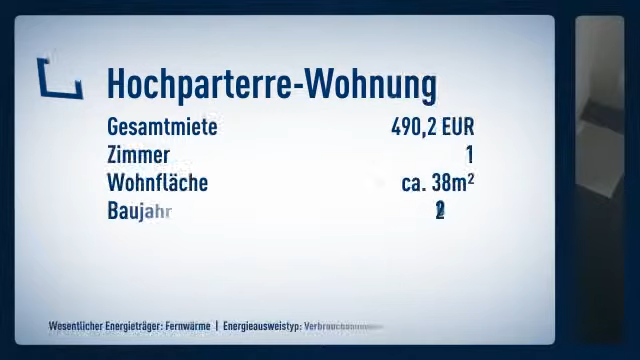 Hochparterre-Wohnung
Gesamtmiete 490,2 EUR
Zimmer 1
Wohnfläche ca. 38m²
Baujahr
Wesentlicher Energieträger: Fernwärme | Energieausweistyp: